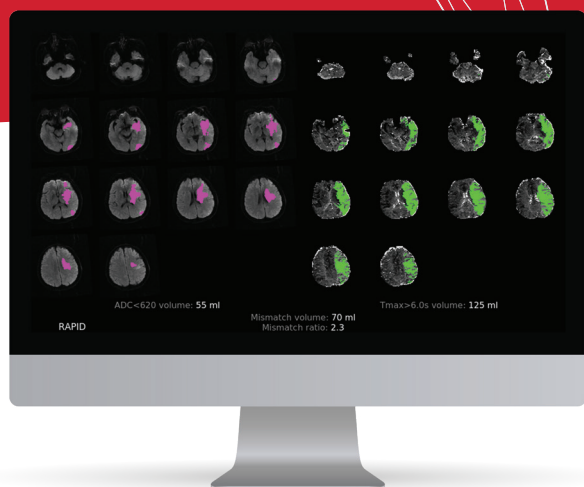 ADC<620 volume: 55 ml
Tmax>6.0s volume: 125 ml
Mismatch volume: 70 ml
Mismatch ratio: 2.3
RAPID